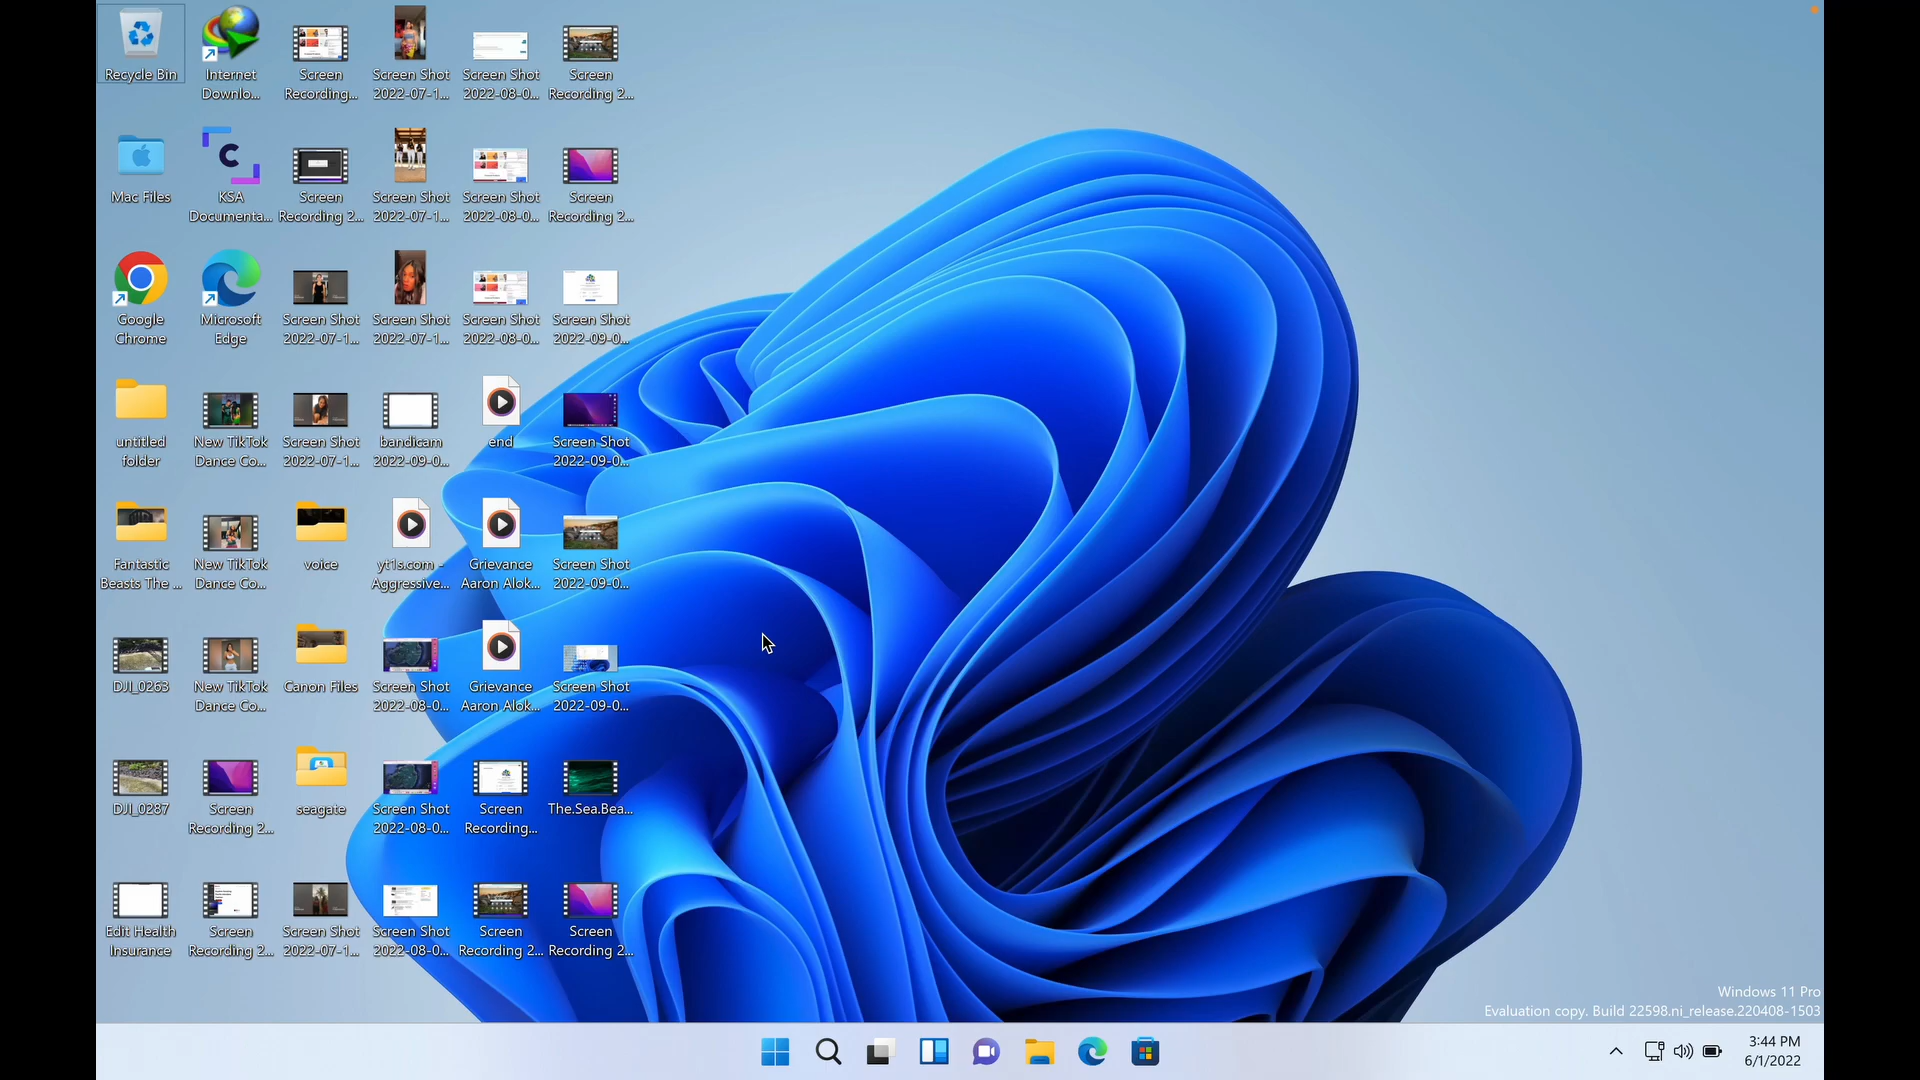 Recycle Bin
Internet
Downlo...
Screen
Recording...
Screen Shot
2022-07-1...
Screen Shot
2022-08-0...
Screen
Recording 2...
Mac Files
KSA
Documenta...
Screen
Recording 2...
Screen Shot
2022-07-1...
Screen Shot
2022-08-0...
Screen
Recording 2...
Google
Chrome
Microsoft
Edge
Screen Shot
2022-07-1...
Screen Shot
2022-07-1...
Screen Shot
2022-08-0...
Screen Shot
2022-09-0...
untitled
folder
New TikTok
Dance Co...
Screen Shot
2022-07-1...
bandicam
2022-09-0...
end
Screen Shot
2022-09-0...
Fantastic
Beasts The ...
New TikTok
Dance Co...
voice
yt1s.com -
Aggressive...
Grievance
Aaron Alok...
Screen Shot
2022-09-0...
DJI_0263
New TikTok
Dance Co...
Canon Files
Screen Shot
2022-08-0...
Grievance
Aaron Alok...
Screen Shot
2022-09-0...
DJI_0287
Screen
Recording 2...
seagate
Screen Shot
2022-08-0...
Screen
Recording...
The.Sea.Bea...
Edit Health
Insurance
Screen
Recording 2...
Screen Shot
2022-07-1...
Screen Shot
2022-08-0...
Screen
Recording 2...
Screen
Recording 2...
Windows 11 Pro
Evaluation copy. Build 22598.ni_release.220408-1503
3:44 PM
6/1/2022